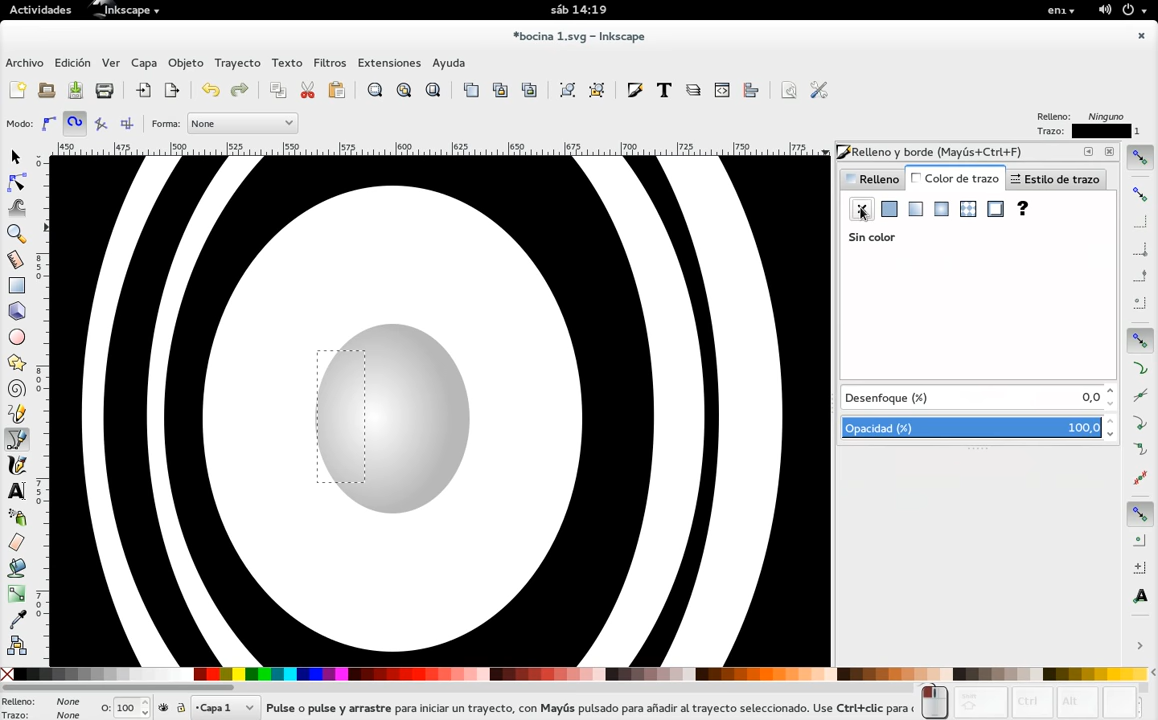 Actividades Inkscape ▾ sáb 14:19 en1 ▾
*bocina 1.svg – Inkscape ×
Archivo Edición Ver Capa Objeto Trayecto Texto Filtros Extensiones Ayuda
Modo: Forma: None
Relleno: Ninguno
Trazo: 1
450 475 500 525 550 575 600 625 650 675 700 725 750 775
Relleno y borde (Mayús+Ctrl+F)
Relleno Color de trazo Estilo de trazo
?
Sin color
850
800
750
700
Desenfoque (%) 0,0
Opacidad (%) 100,0
Relleno: None
Trazo: None
O: 100
•Capa 1
Pulse o pulse y arrastre para iniciar un trayecto, con Mayús pulsado para añadir al trayecto seleccionado. Use Ctrl+clic para
Ctrl Alt